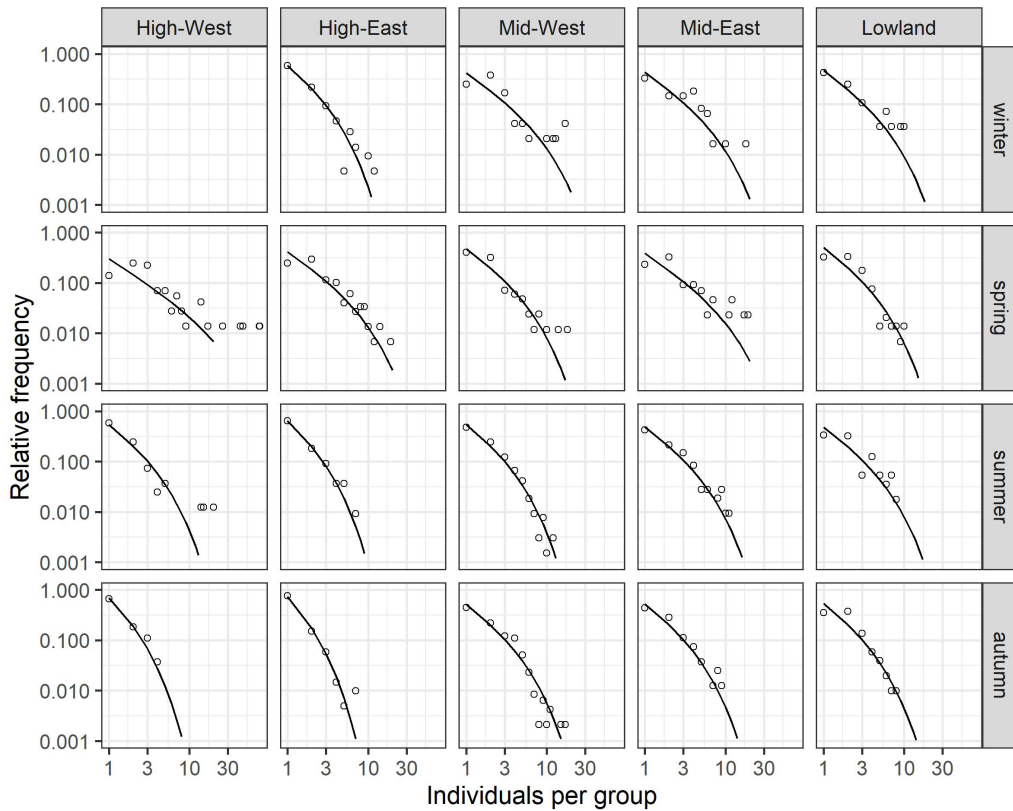 High-West High-East Mid-West Mid-East Lowland
1.000
0.100
0.010
0.001
winter
1.000
0.100
0.010
0.001
spring
1.000
0.100
0.010
0.001
summer
1.000
0.100
0.010
0.001
autumn
Relative frequency
1 3 10 30 1 3 10 30 1 3 10 30 1 3 10 30 1 3 10 30
Individuals per group